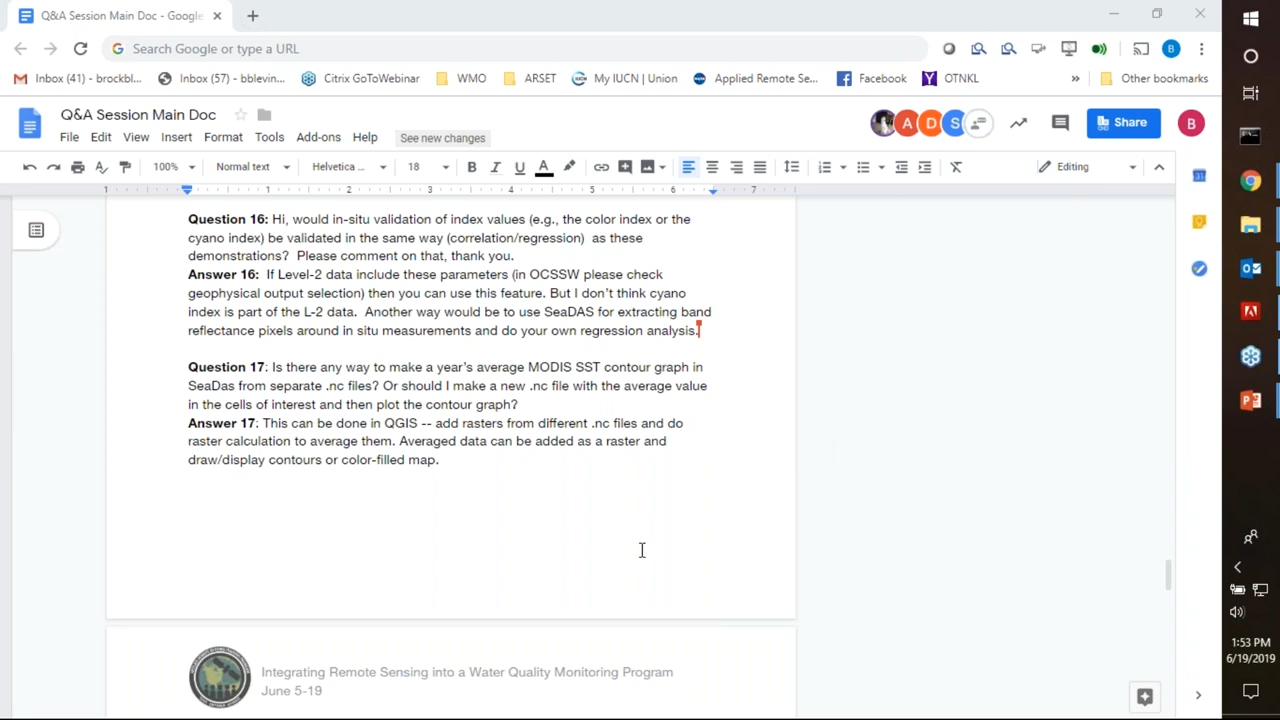 Q&A Session Main Doc - Google
Search Google or type a URL
B
Inbox (41) - brockbl...
Inbox (57) - bblevin...
Citrix GoToWebinar
WMO
ARSET
My IUCN | Union
Applied Remote Se...
Facebook
OTNKL
»
Other bookmarks
Q&A Session Main Doc
File Edit View Insert Format Tools Add-ons Help
See new changes
A D S
Share
B
100% Normal text Helvetica ... 18 B I U A Editing
1 1 2 3 4 5 6 7
Question 16: Hi, would in-situ validation of index values (e.g., the color index or the
cyano index) be validated in the same way (correlation/regression) as these
demonstrations? Please comment on that, thank you.
Answer 16: If Level-2 data include these parameters (in OCSSW please check
geophysical output selection) then you can use this feature. But I don't think cyano
index is part of the L-2 data. Another way would be to use SeaDAS for extracting band
reflectance pixels around in situ measurements and do your own regression analysis.
Question 17: Is there any way to make a year's average MODIS SST contour graph in
SeaDas from separate .nc files? Or should I make a new .nc file with the average value
in the cells of interest and then plot the contour graph?
Answer 17: This can be done in QGIS -- add rasters from different .nc files and do
raster calculation to average them. Averaged data can be added as a raster and
draw/display contours or color-filled map.
Integrating Remote Sensing into a Water Quality Monitoring Program
June 5-19
1:53 PM
6/19/2019